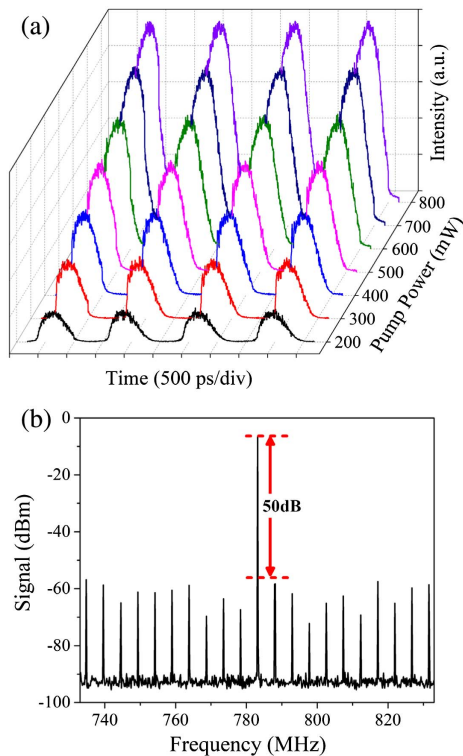 (a)
Intensity (a.u.)
800
700
600
500
400
300
200
Pump Power (mW)
Time (500 ps/div)
(b)
0
-20
-40
-60
-80
-100
Signal (dBm)
50dB
740 760 780 800 820
Frequency (MHz)